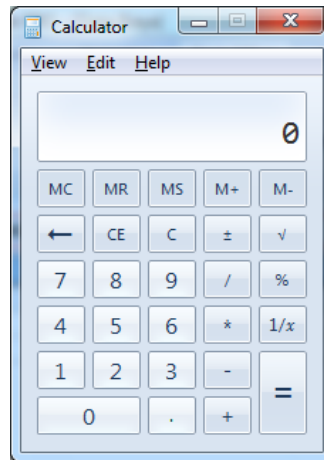 Calculator
View Edit Help
0
MC MR MS M+ M-
← CE C ± √
7 8 9 / %
4 5 6 * 1/x
1 2 3 - =
0 . +